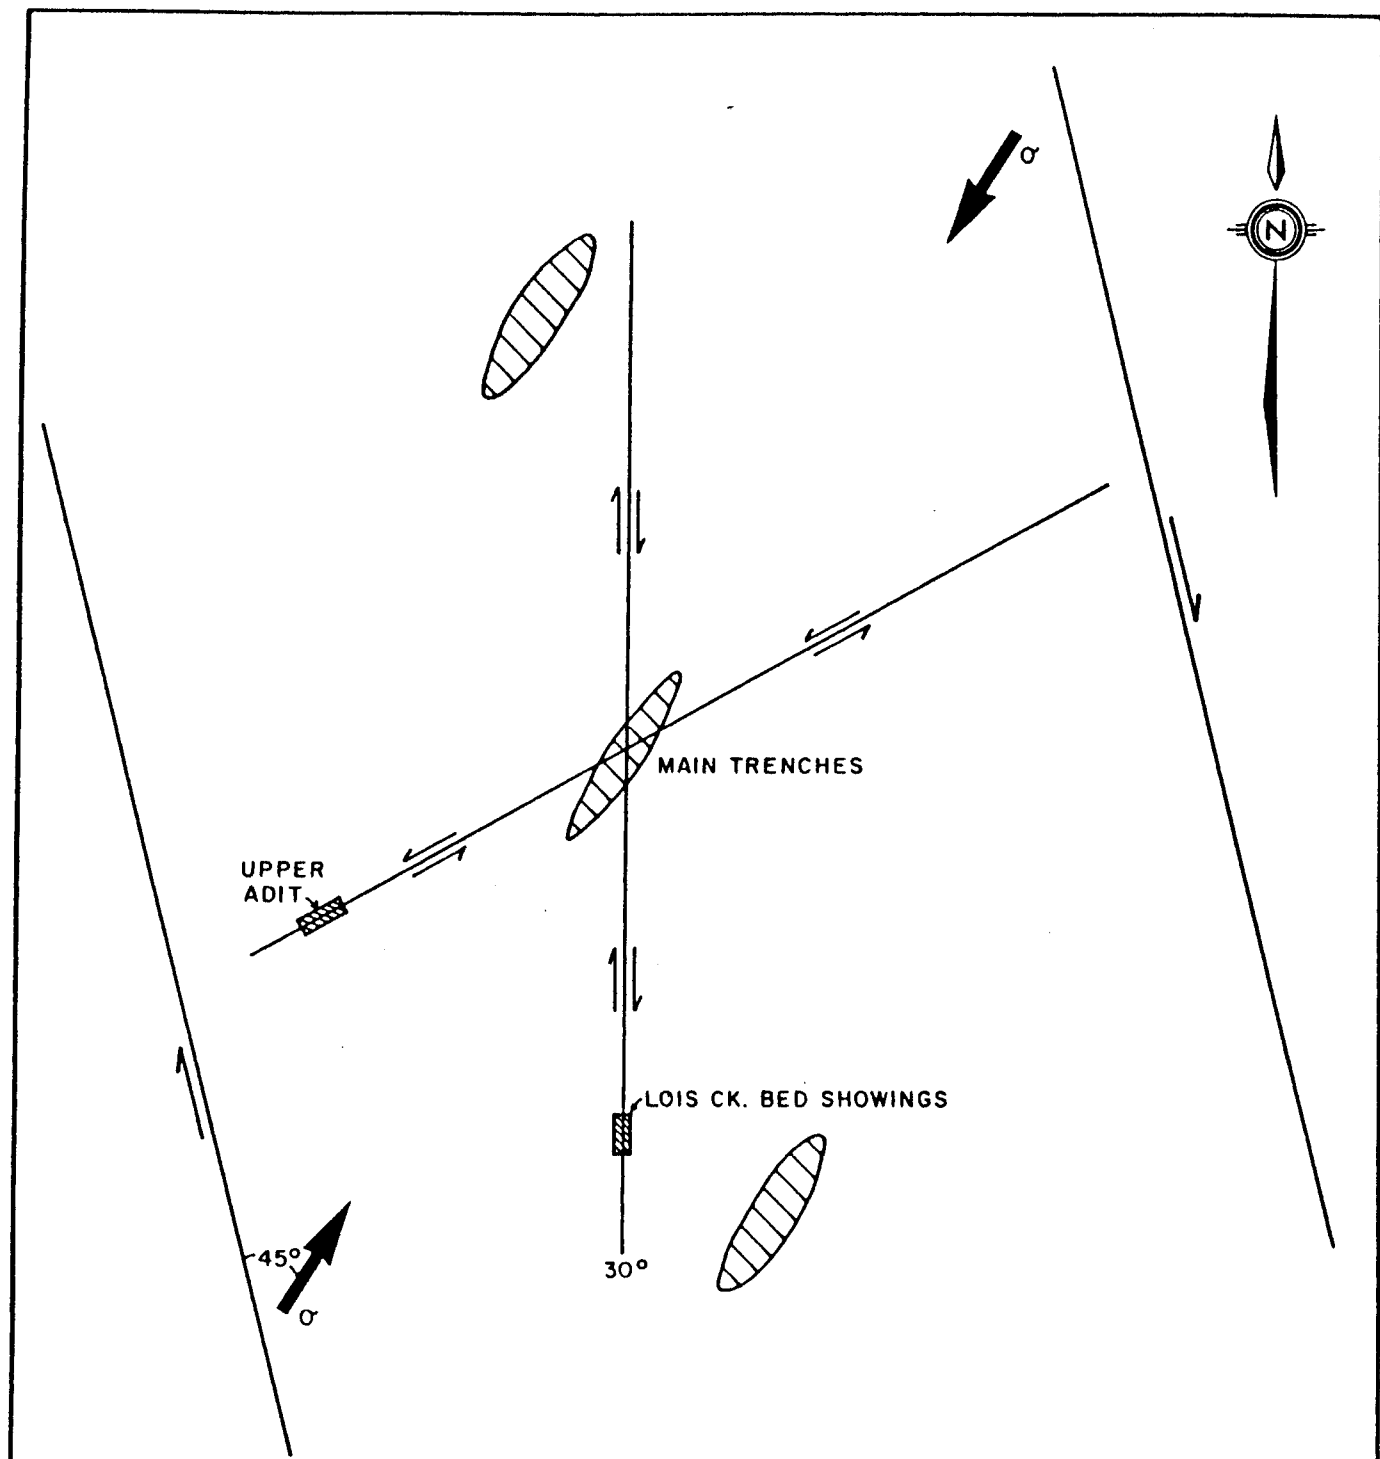 σ
N
MAIN TRENCHES
UPPER
ADIT
LOIS CK. BED SHOWINGS
45°
30°
σ